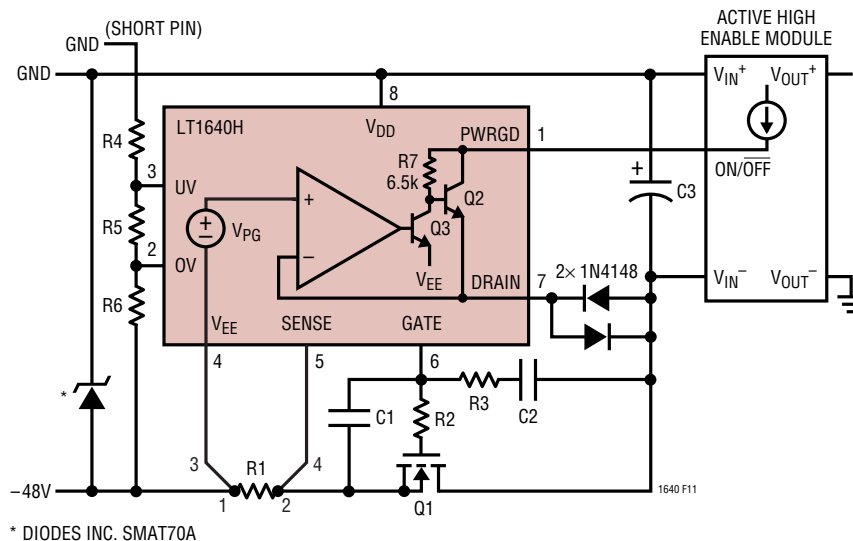 (SHORT PIN)
GND
GND
ACTIVE HIGH
ENABLE MODULE
8
LT1640H
VDD
PWRGD
1
VIN+
VOUT+
R4
R7
6.5k
ON/OFF
3
UV
+
Q2
+
C3
R5
+
−
VPG
Q3
2
OV
−
VEE
DRAIN
7
2× 1N4148
VIN−
VOUT−
R6
VEE
SENSE
GATE
4
5
6
*
C1
R2
R3
C2
3
R1
4
−48V
1
2
Q1
1640 F11
* DIODES INC. SMAT70A